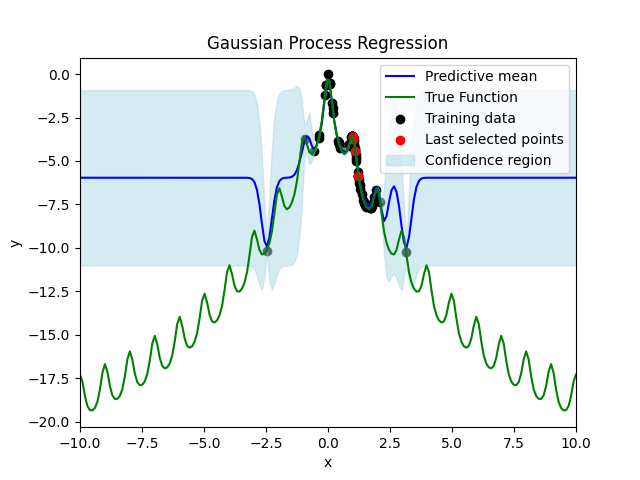 Gaussian Process Regression
Predictive mean
True Function
Training data
Last selected points
Confidence region
y
0.0
−2.5
−5.0
−7.5
−10.0
−12.5
−15.0
−17.5
−20.0
−10.0 −7.5 −5.0 −2.5 0.0 2.5 5.0 7.5 10.0
x